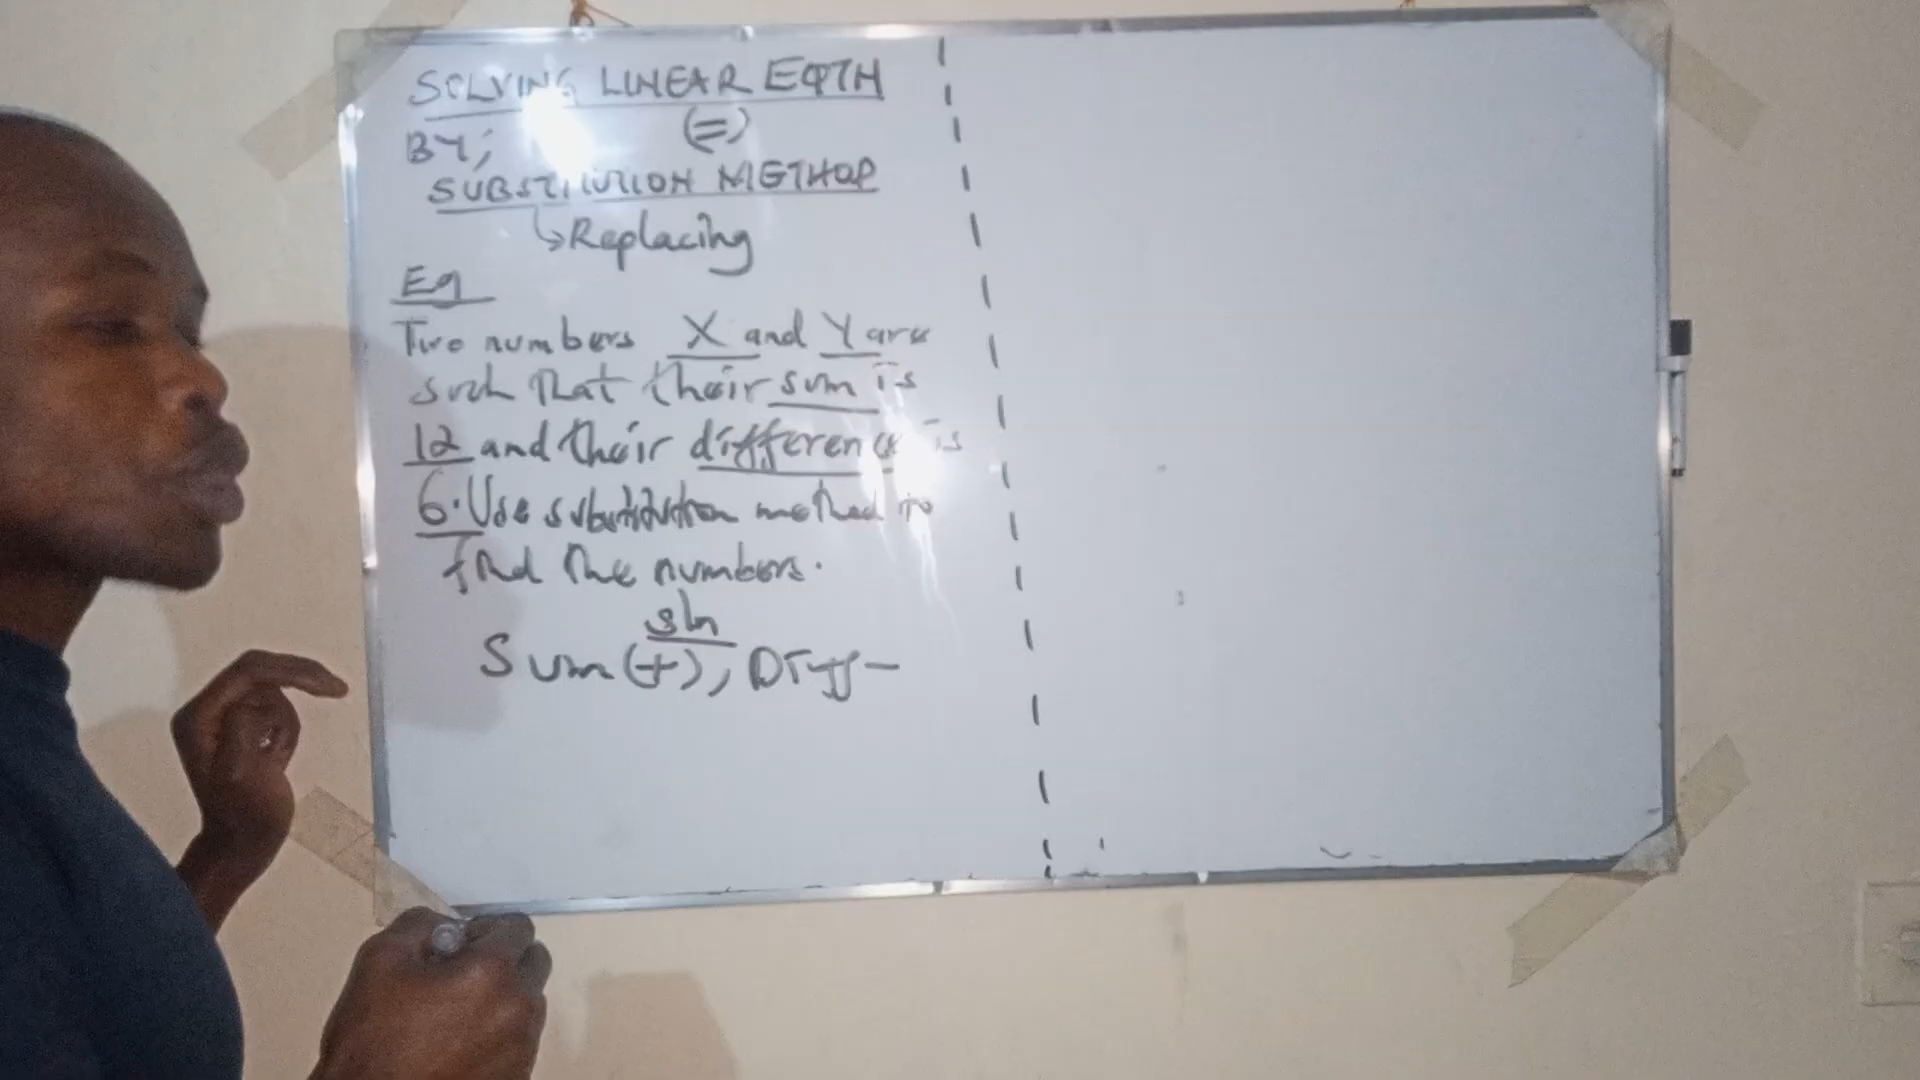 SOLVING LINEAR EQTN
BY; (=)
SUBSTITUTION METHOD
↳Replacing
Eg
Two numbers X and Y are
such that their sum is
12 and their difference is
6. Use substitution method to
find the numbers.
sln
Sum(+), Diff -